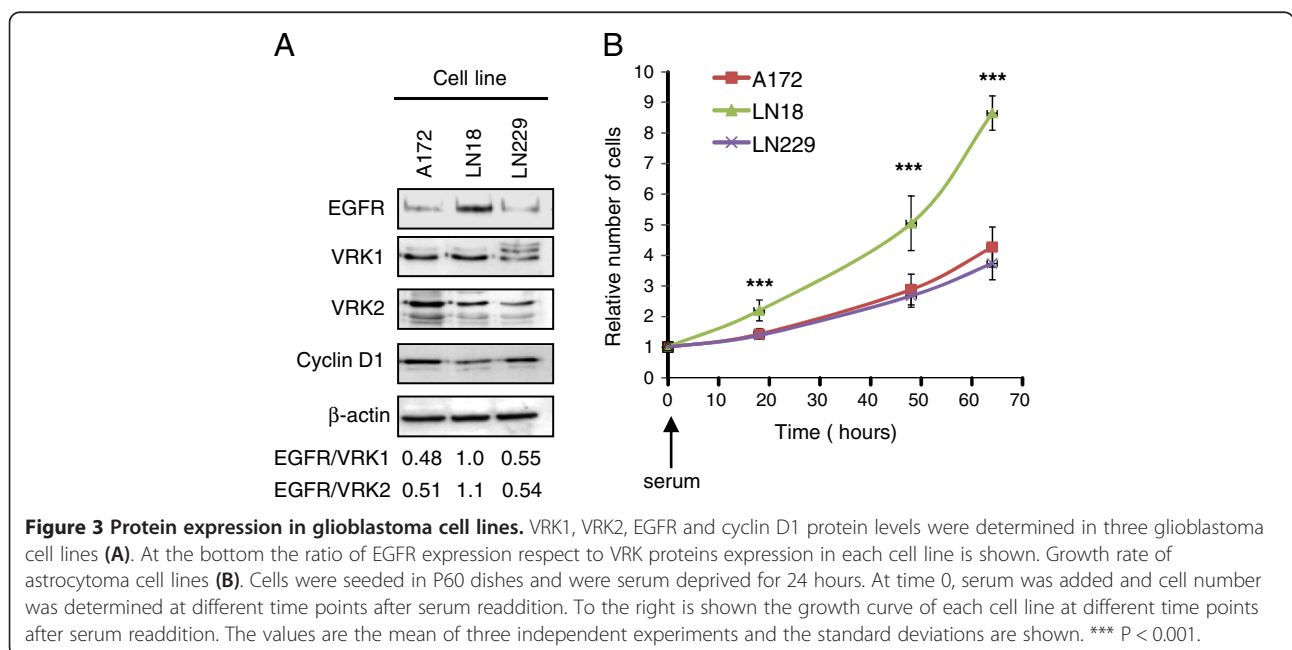 A
Cell line
A172 LN18 LN229
EGFR
VRK1
VRK2
Cyclin D1
β-actin
EGFR/VRK1 0.48 1.0 0.55
EGFR/VRK2 0.51 1.1 0.54
B
10
9
8
7
6
5
4
3
2
1
0
Relative number of cells
A172
LN18
LN229
***
***
***
0 10 20 30 40 50 60 70
Time ( hours)
serum
Figure 3 Protein expression in glioblastoma cell lines. VRK1, VRK2, EGFR and cyclin D1 protein levels were determined in three glioblastoma
cell lines (A). At the bottom the ratio of EGFR expression respect to VRK proteins expression in each cell line is shown. Growth rate of
astrocytoma cell lines (B). Cells were seeded in P60 dishes and were serum deprived for 24 hours. At time 0, serum was added and cell number
was determined at different time points after serum readdition. To the right is shown the growth curve of each cell line at different time points
after serum readdition. The values are the mean of three independent experiments and the standard deviations are shown. *** P < 0.001.